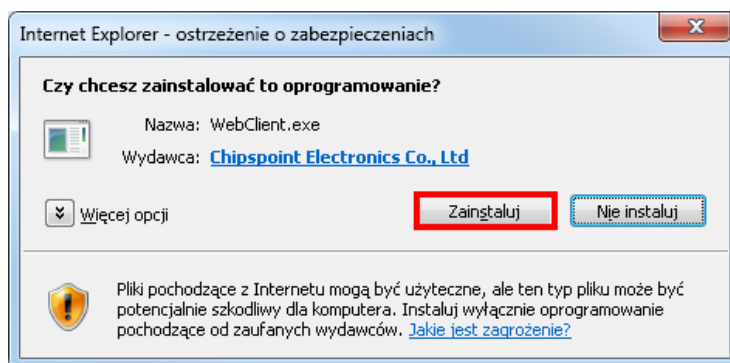 Internet Explorer - ostrzeżenie o zabezpieczeniach
Czy chcesz zainstalować to oprogramowanie?
Nazwa: WebClient.exe
Wydawca: Chipspoint Electronics Co., Ltd
Więcej opcji
Zainstaluj
Nie instaluj
Pliki pochodzące z Internetu mogą być użyteczne, ale ten typ pliku może być
potencjalnie szkodliwy dla komputera. Instaluj wyłącznie oprogramowanie
pochodzące od zaufanych wydawców. Jakie jest zagrożenie?